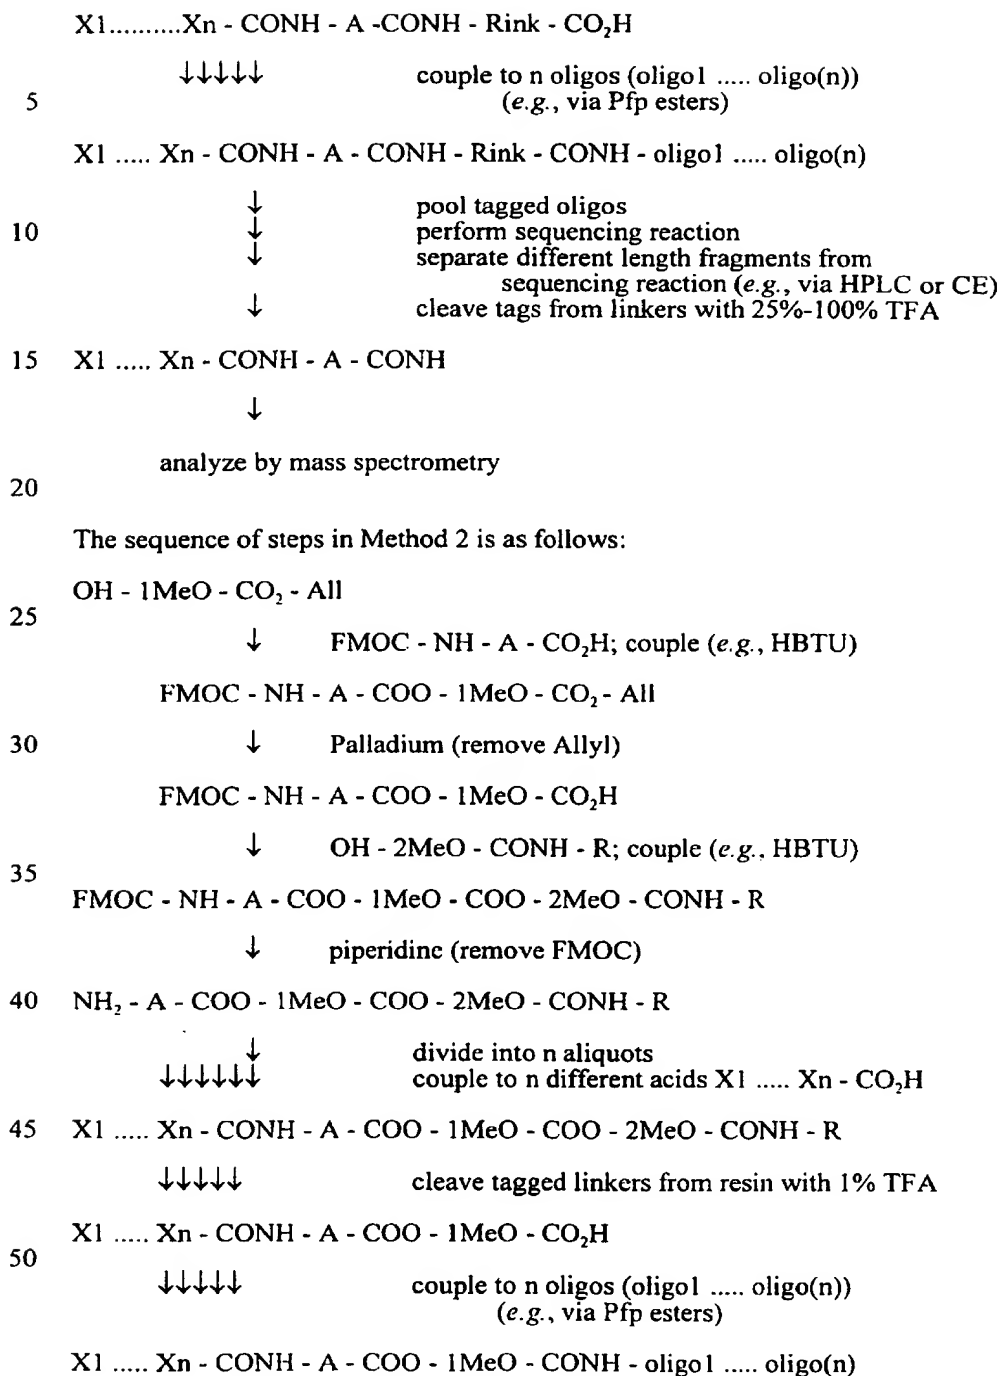 X1..........Xn - CONH - A -CONH - Rink - CO₂H
↓↓↓↓↓ couple to n oligos (oligo1 ..... oligo(n))
5 (e.g., via Pfp esters)
X1 ..... Xn - CONH - A - CONH - Rink - CONH - oligo1 ..... oligo(n)
↓ pool tagged oligos
10 ↓ perform sequencing reaction
↓ separate different length fragments from
sequencing reaction (e.g., via HPLC or CE)
↓ cleave tags from linkers with 25%-100% TFA
15 X1 ..... Xn - CONH - A - CONH
↓
analyze by mass spectrometry
20
The sequence of steps in Method 2 is as follows:
OH - 1MeO - CO₂ - All
25
↓ FMOC - NH - A - CO₂H; couple (e.g., HBTU)
FMOC - NH - A - COO - 1MeO - CO₂ - All
30 ↓ Palladium (remove Allyl)
FMOC - NH - A - COO - 1MeO - CO₂H
↓ OH - 2MeO - CONH - R; couple (e.g., HBTU)
35
FMOC - NH - A - COO - 1MeO - COO - 2MeO - CONH - R
↓ piperidine (remove FMOC)
40 NH₂ - A - COO - 1MeO - COO - 2MeO - CONH - R
↓ divide into n aliquots
↓↓↓↓↓↓ couple to n different acids X1 ..... Xn - CO₂H
45 X1 ..... Xn - CONH - A - COO - 1MeO - COO - 2MeO - CONH - R
↓↓↓↓↓ cleave tagged linkers from resin with 1% TFA
X1 ..... Xn - CONH - A - COO - 1MeO - CO₂H
50
↓↓↓↓↓ couple to n oligos (oligo1 ..... oligo(n))
(e.g., via Pfp esters)
X1 ..... Xn - CONH - A - COO - 1MeO - CONH - oligo1 ..... oligo(n)